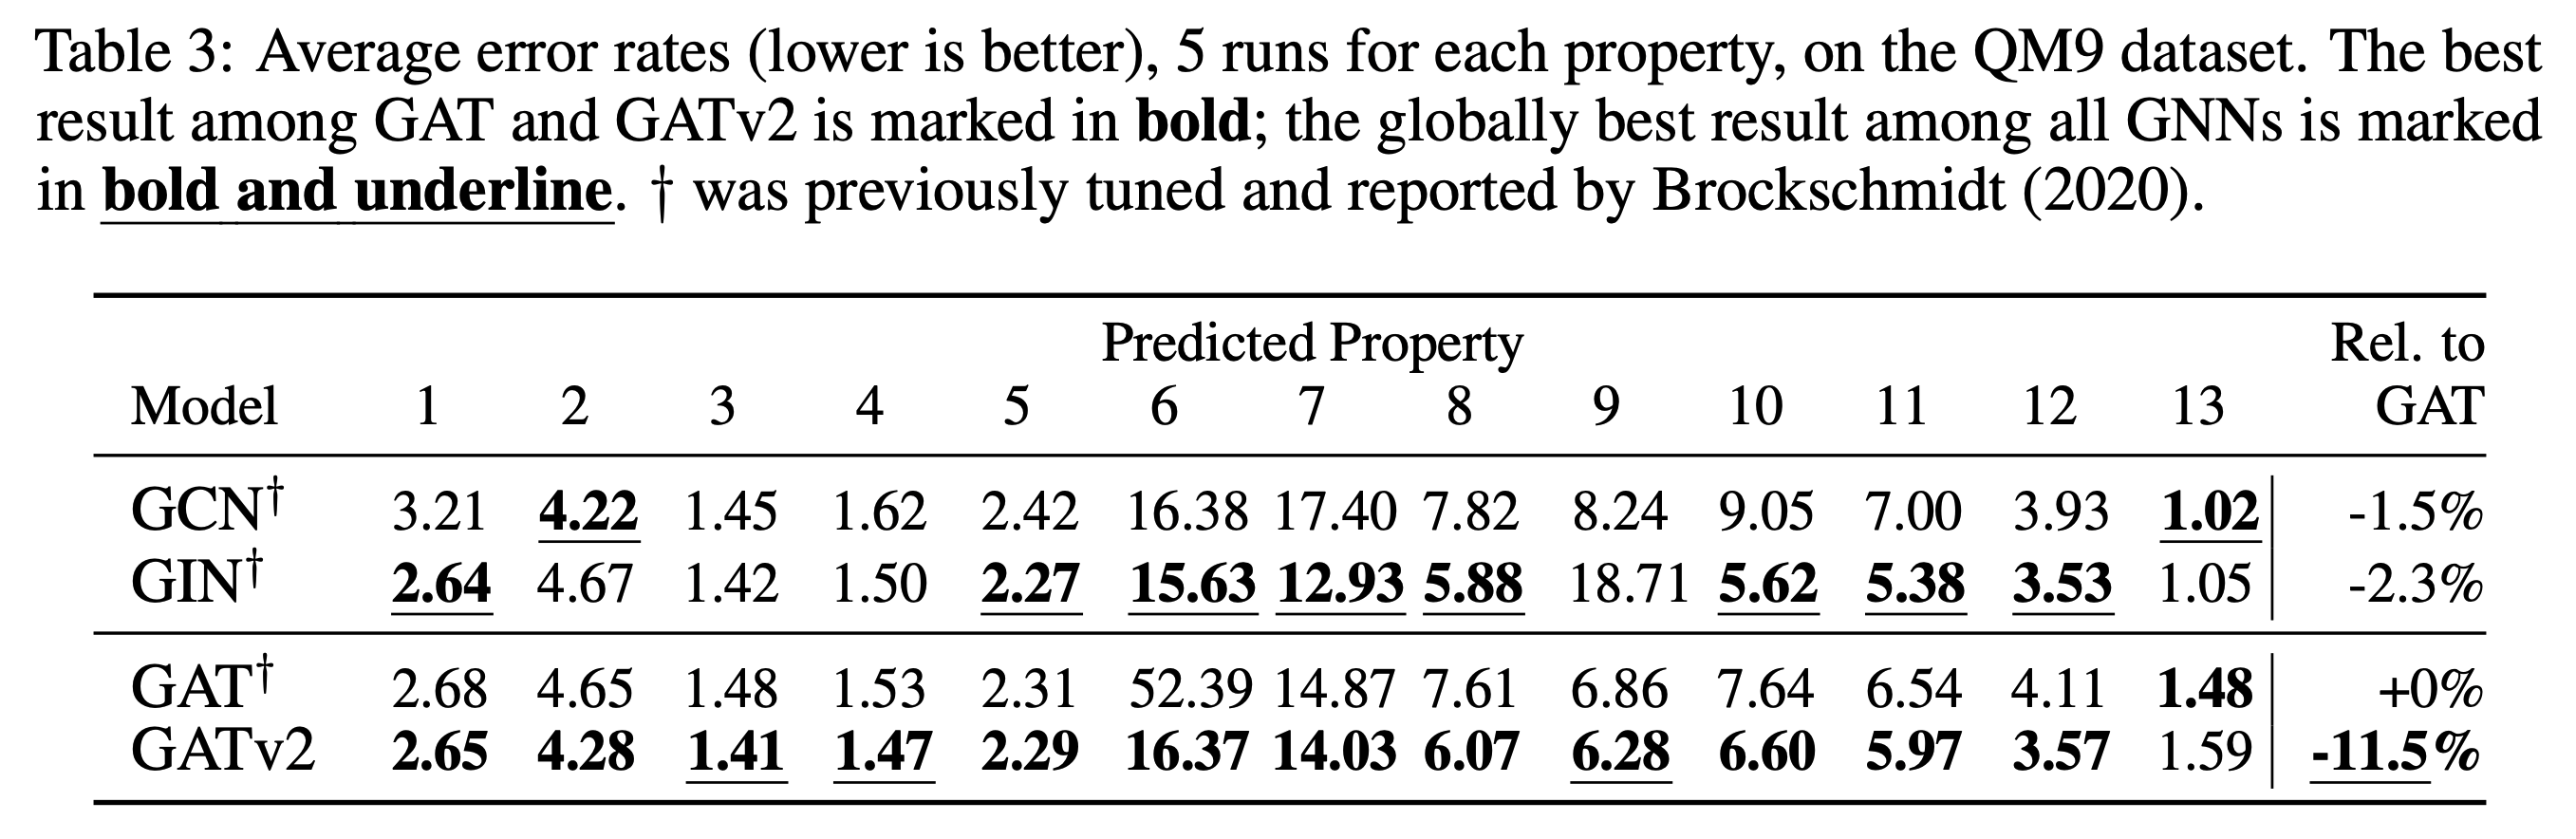 Table 3: Average error rates (lower is better), 5 runs for each property, on the QM9 dataset. The best
result among GAT and GATv2 is marked in bold; the globally best result among all GNNs is marked
in bold and underline. † was previously tuned and reported by Brockschmidt (2020).
Predicted Property Rel. to
Model 1 2 3 4 5 6 7 8 9 10 11 12 13 GAT
GCN† 3.21 4.22 1.45 1.62 2.42 16.38 17.40 7.82 8.24 9.05 7.00 3.93 1.02 -1.5%
GIN† 2.64 4.67 1.42 1.50 2.27 15.63 12.93 5.88 18.71 5.62 5.38 3.53 1.05 -2.3%
GAT† 2.68 4.65 1.48 1.53 2.31 52.39 14.87 7.61 6.86 7.64 6.54 4.11 1.48 +0%
GATv2 2.65 4.28 1.41 1.47 2.29 16.37 14.03 6.07 6.28 6.60 5.97 3.57 1.59 -11.5%